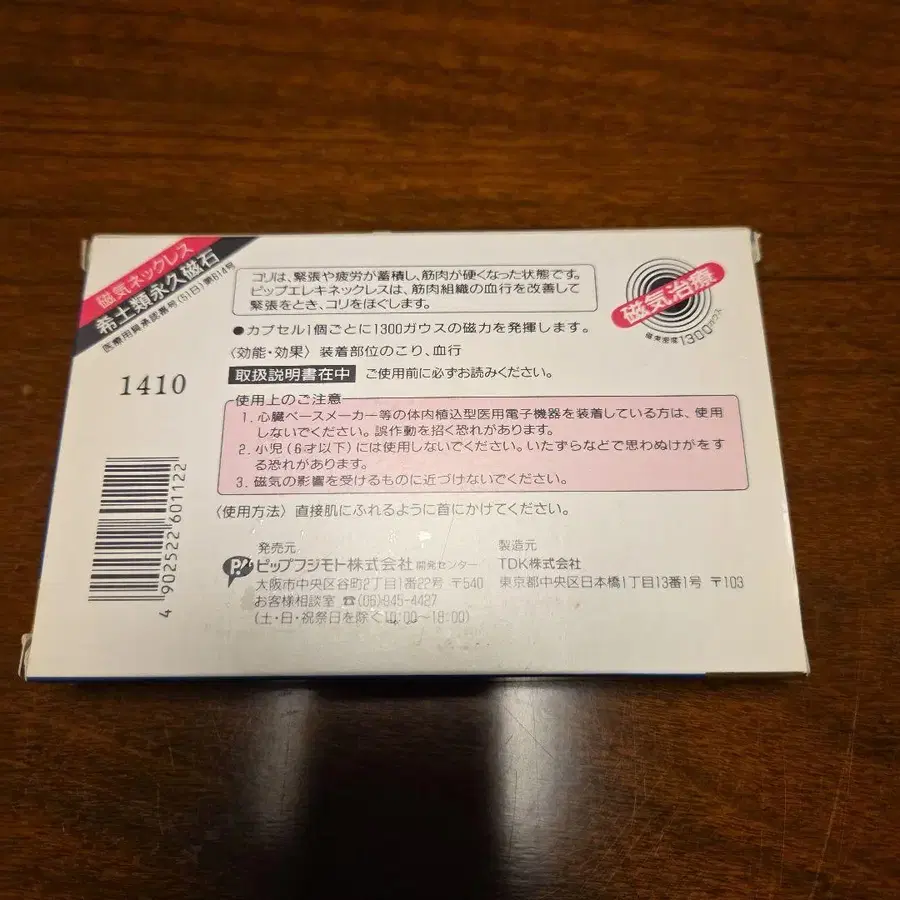 磁気ネックレス
希土類永久磁石
医療用具承認番号(51B)第814号
1410
4 902522 601122
コリは、緊張や疲労が蓄積し、筋肉が硬くなった状態です。
ピップエレキネックレスは、筋肉組織の血行を改善して
緊張をとき、コリをほぐします。
磁気治療
磁束密度1300ガウス
●カプセル1個ごとに1300ガウスの磁力を発揮します。
〈効能・効果〉装着部位のこり、血行
取扱説明書在中 ご使用前に必ずお読みください。
使用上のご注意
1. 心臓ペースメーカー等の体内植込型医用電子機器を装着している方は、使用
しないでください。誤作動を招く恐れがあります。
2. 小児(6才以下)には使用しないでください。いたずらなどで思わぬけがをす
る恐れがあります。
3. 磁気の影響を受けるものに近づけないでください。
〈使用方法〉直接肌にふれるように首にかけてください。
発売元
P! ピップフジモト株式会社 開発センター
大阪市中央区谷町2丁目1番22号 〒540
お客様相談室 ☎(06)945-4427
(土・日・祝祭日を除く10:00〜18:00)
製造元
TDK株式会社
東京都中央区日本橋1丁目13番1号 〒103